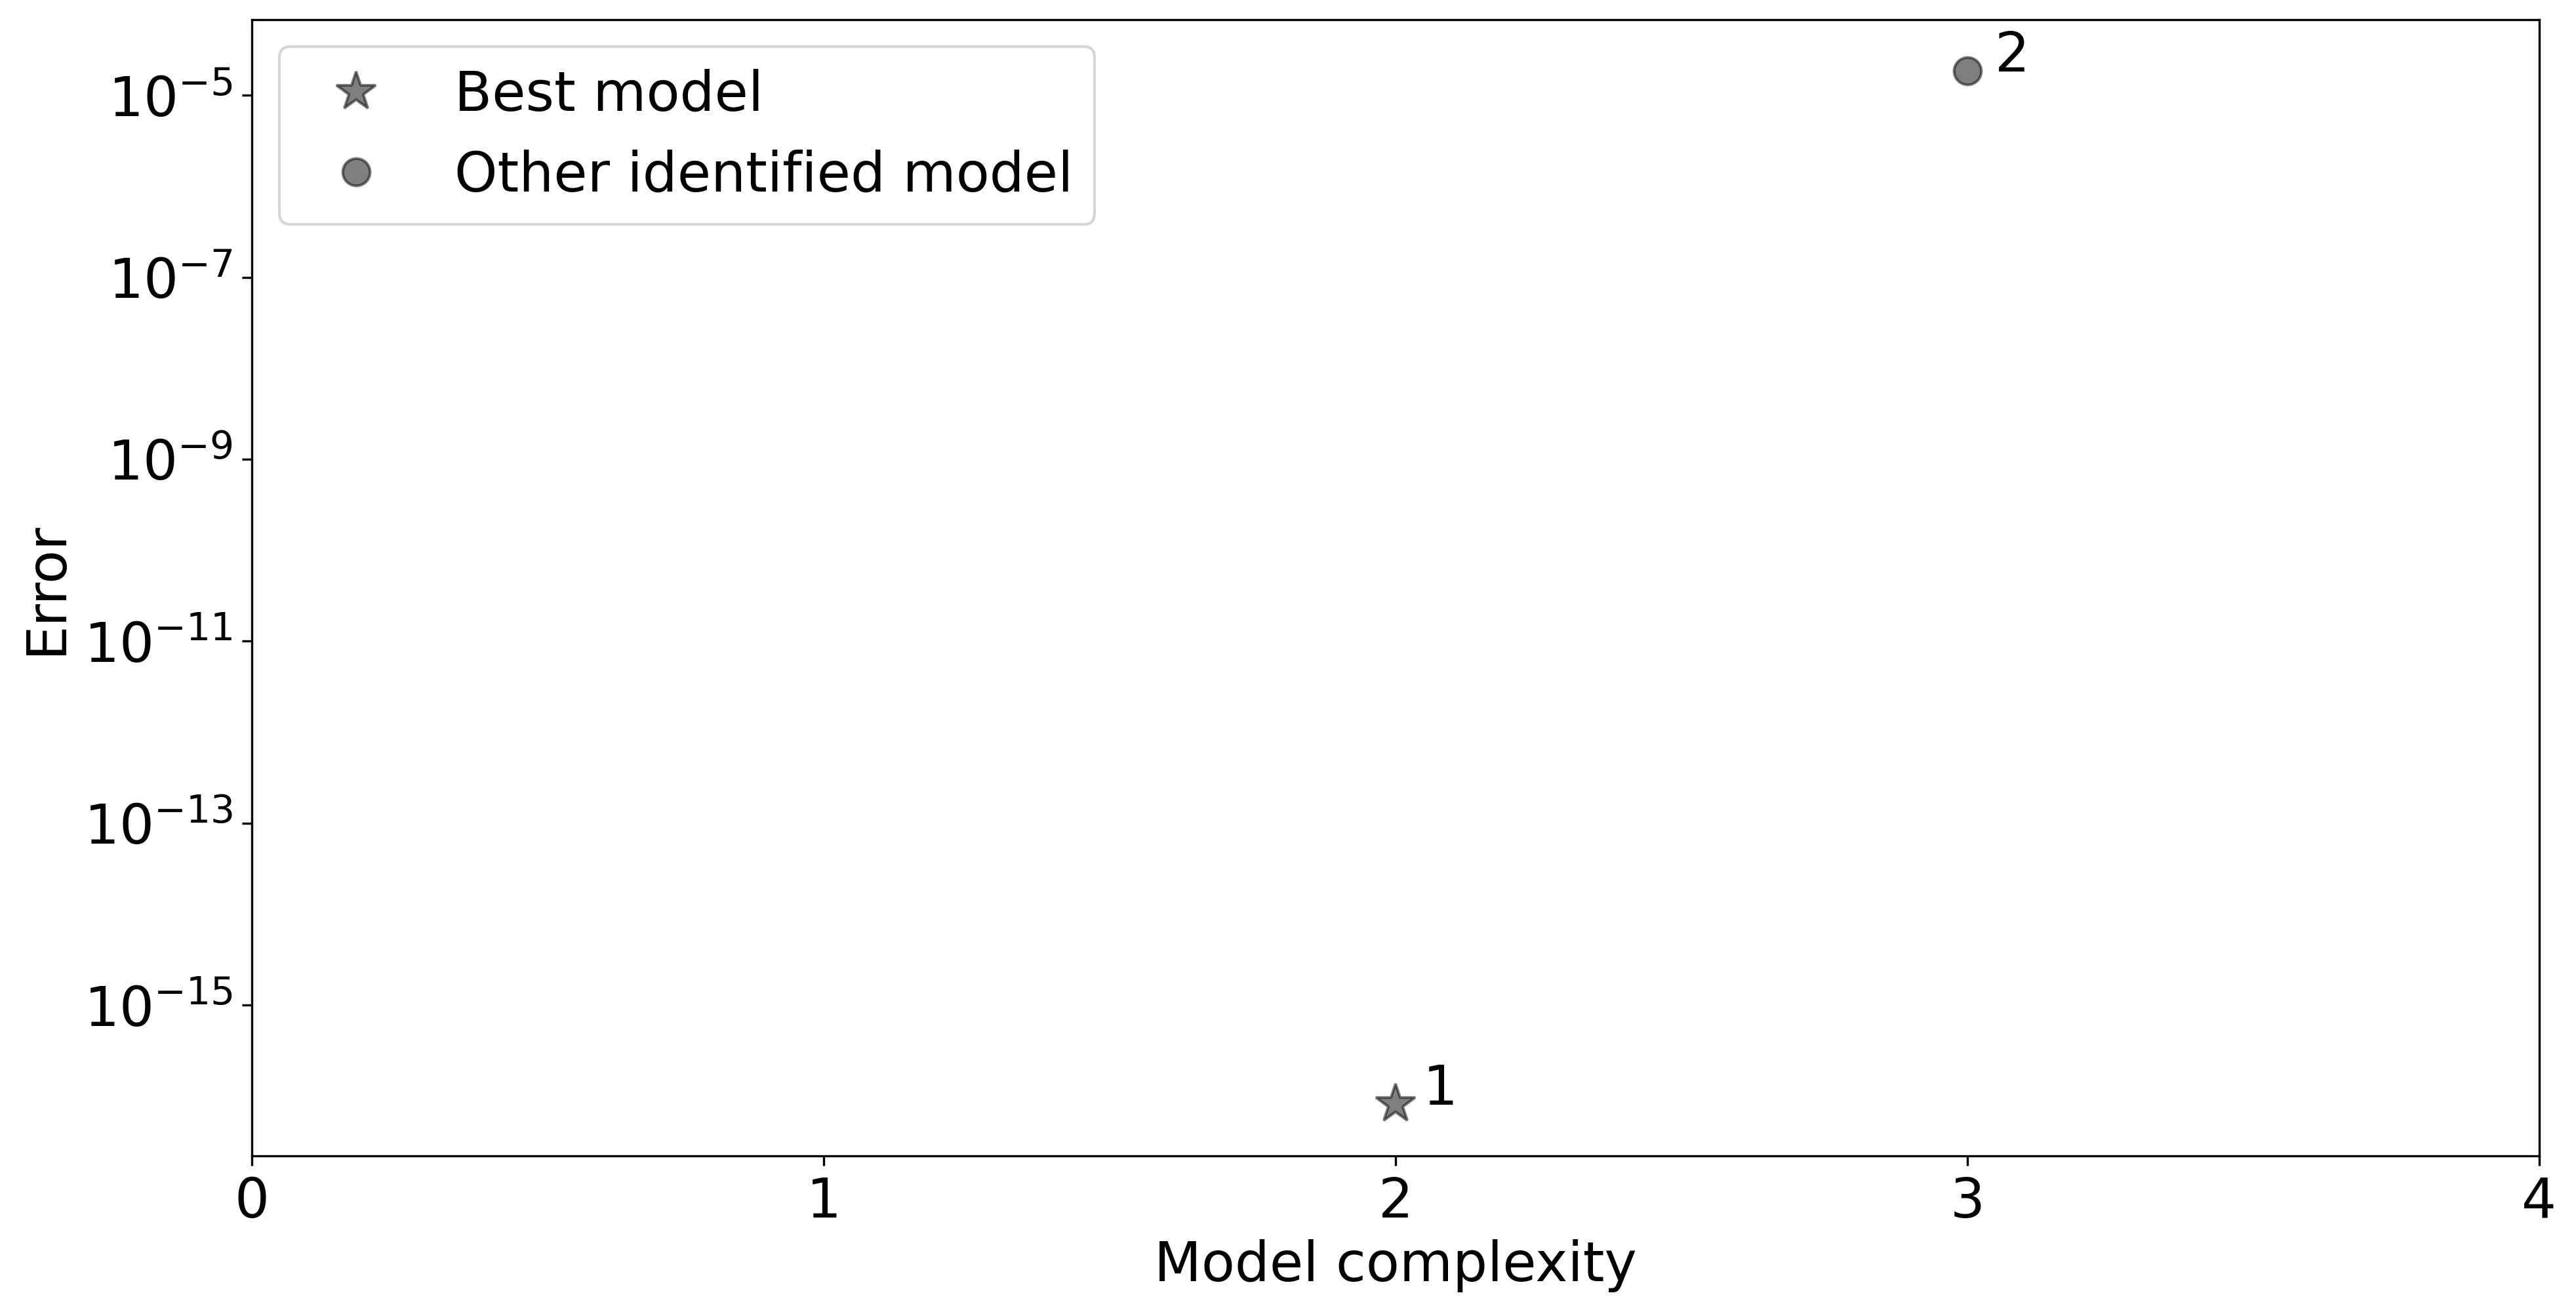 Best model
Other identified model
2
10⁻⁵
10⁻⁷
10⁻⁹
10⁻¹¹
10⁻¹³
10⁻¹⁵
Error
1
0 1 2 3 4
Model complexity